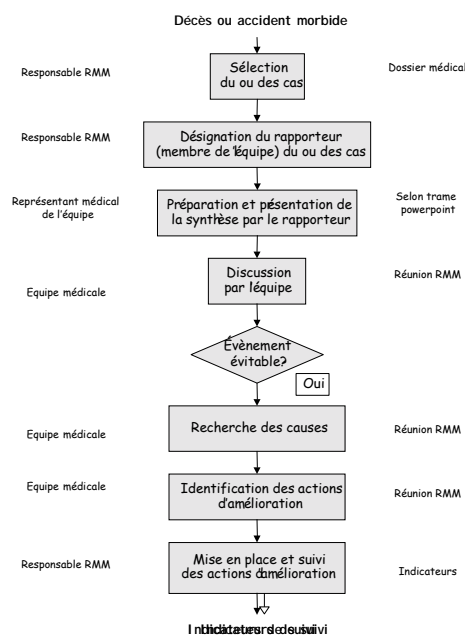 Décès ou accident morbide
Responsable RMM
Sélection
du ou des cas
Dossier médical
Responsable RMM
Désignation du rapporteur
(membre de l'équipe) du ou des cas
Représentant médical
de l'équipe
Préparation et présentation de
la synthèse par le rapporteur
Selon trame
powerpoint
Equipe médicale
Discussion
par l'équipe
Réunion RMM
Évènement
évitable?
Oui
Equipe médicale
Recherche des causes
Réunion RMM
Equipe médicale
Identification des actions
d'amélioration
Réunion RMM
Responsable RMM
Mise en place et suivi
des actions d'amélioration
Indicateurs
Indicateurs de suivi